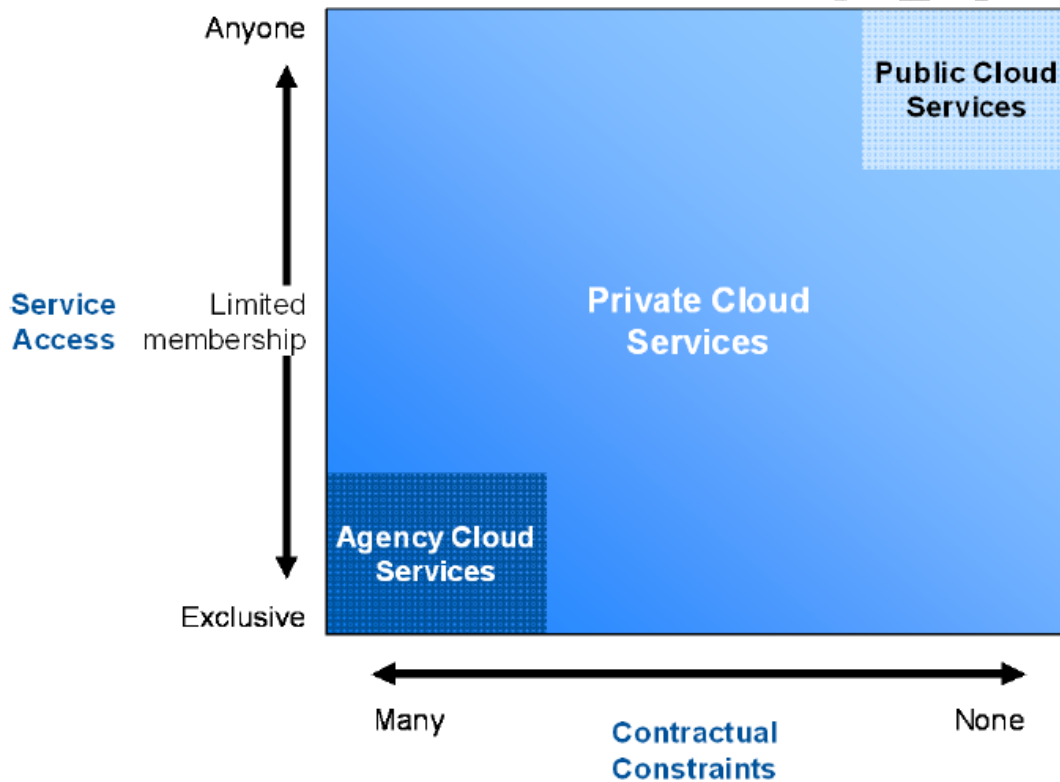 Anyone
Public Cloud
Services
Service
Access
Limited
membership
Private Cloud
Services
Agency Cloud
Services
Exclusive
Many
None
Contractual
Constraints